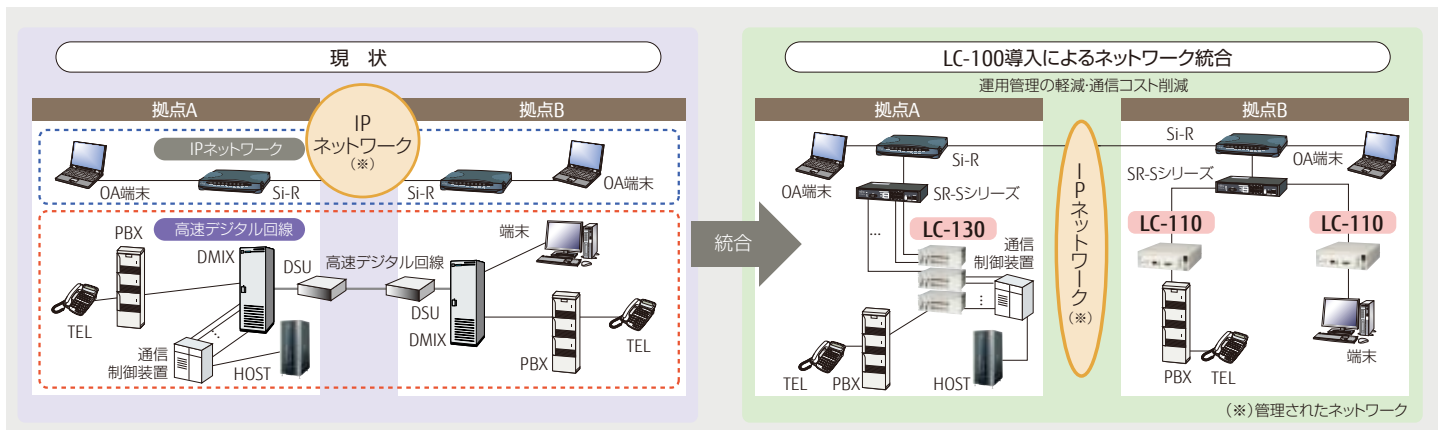 現 状
拠点A
拠点B
IP
ネットワーク
(※)
IPネットワーク
OA端末
Si-R
Si-R
OA端末
高速デジタル回線
PBX
DMIX
DSU
高速デジタル回線
端末
TEL
DSU
DMIX
通信
制御装置
HOST
PBX
TEL
統合
LC-100導入によるネットワーク統合
運用管理の軽減・通信コスト削減
拠点A
拠点B
OA端末
Si-R
SR-Sシリーズ
LC-130
…
通信
制御装置
…
TEL
PBX
HOST
IPネットワーク
(※)
Si-R
OA端末
SR-Sシリーズ
LC-110
LC-110
PBX
TEL
端末
(※)管理されたネットワーク